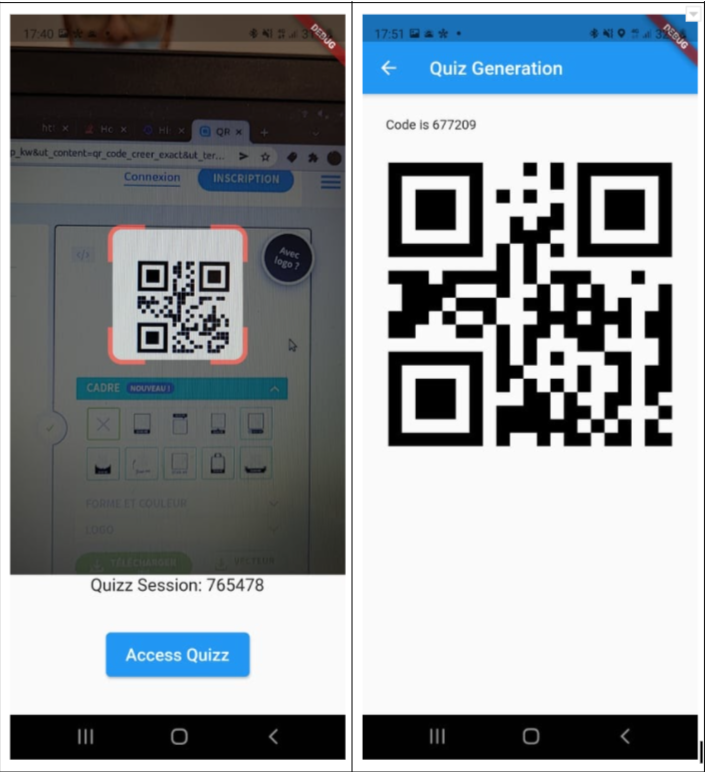 17:40
DEBUG
QR
p_kw&ut_content=qr_code_creer_exact&ut_ter...
Connexion
INSCRIPTION
</>
Avec
logo ?
CADRE NOUVEAU !
FORME ET COULEUR
LOGO
TÉLÉCHARGER
Quizz Session: 765478
Access Quizz
17:51
DEBUG
Quiz Generation
Code is 677209